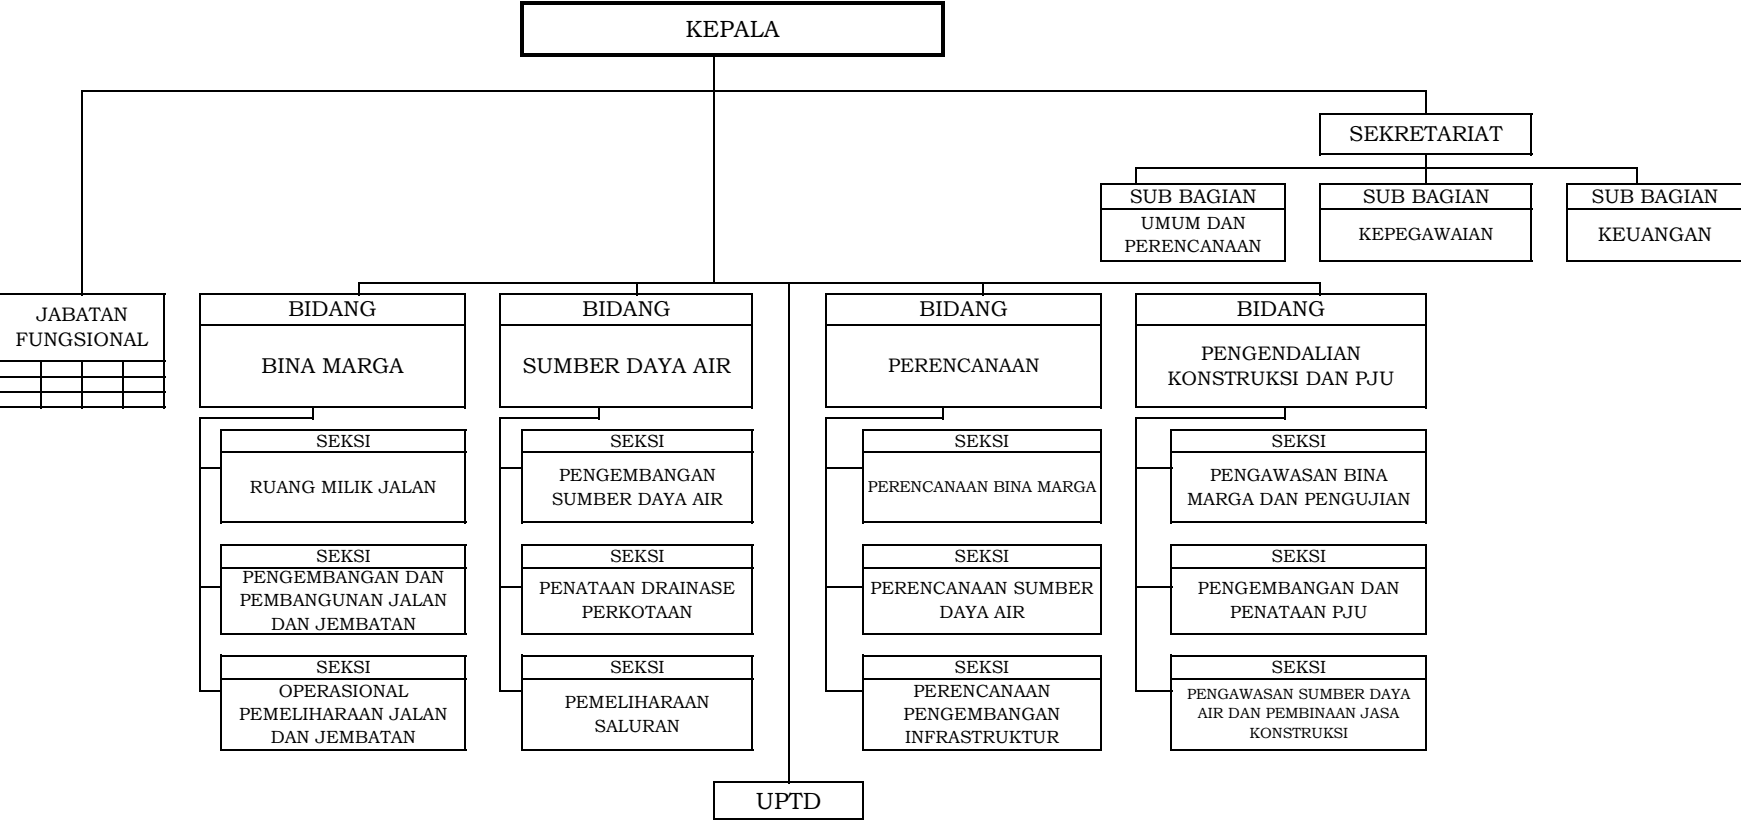 KEPALA
SEKRETARIAT
SUB BAGIAN
UMUM DAN
PERENCANAAN
SUB BAGIAN
KEPEGAWAIAN
SUB BAGIAN
KEUANGAN
JABATAN
FUNGSIONAL
BIDANG
BINA MARGA
SEKSI
RUANG MILIK JALAN
SEKSI
PENGEMBANGAN DAN
PEMBANGUNAN JALAN
DAN JEMBATAN
SEKSI
OPERASIONAL
PEMELIHARAAN JALAN
DAN JEMBATAN
BIDANG
SUMBER DAYA AIR
SEKSI
PENGEMBANGAN
SUMBER DAYA AIR
SEKSI
PENATAAN DRAINASE
PERKOTAAN
SEKSI
PEMELIHARAAN
SALURAN
BIDANG
PERENCANAAN
SEKSI
PERENCANAAN BINA MARGA
SEKSI
PERENCANAAN SUMBER
DAYA AIR
SEKSI
PERENCANAAN
PENGEMBANGAN
INFRASTRUKTUR
BIDANG
PENGENDALIAN
KONSTRUKSI DAN PJU
SEKSI
PENGAWASAN BINA
MARGA DAN PENGUJIAN
SEKSI
PENGEMBANGAN DAN
PENATAAN PJU
SEKSI
PENGAWASAN SUMBER DAYA
AIR DAN PEMBINAAN JASA
KONSTRUKSI
UPTD